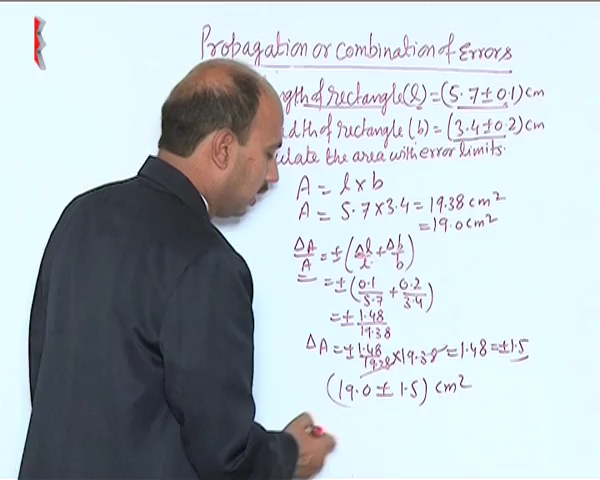 Propagation or combination of Errors
ngth of rectangle (l) = (5.7 ± 0.1) cm
dth of rectangle (b) = (3.4 ± 0.2) cm
ulate the area with error limits.
A = l × b
A = 5.7 × 3.4 = 19.38 cm²
= 19.0 cm²
ΔA/A = ± (Δl/l + Δb/b)
= ± (0.1/5.7 + 0.2/3.4)
= ± 1.48/19.38
ΔA = ± 1.48/19.38 × 19.38 = 1.48 = ± 1.5
(19.0 ± 1.5) cm²